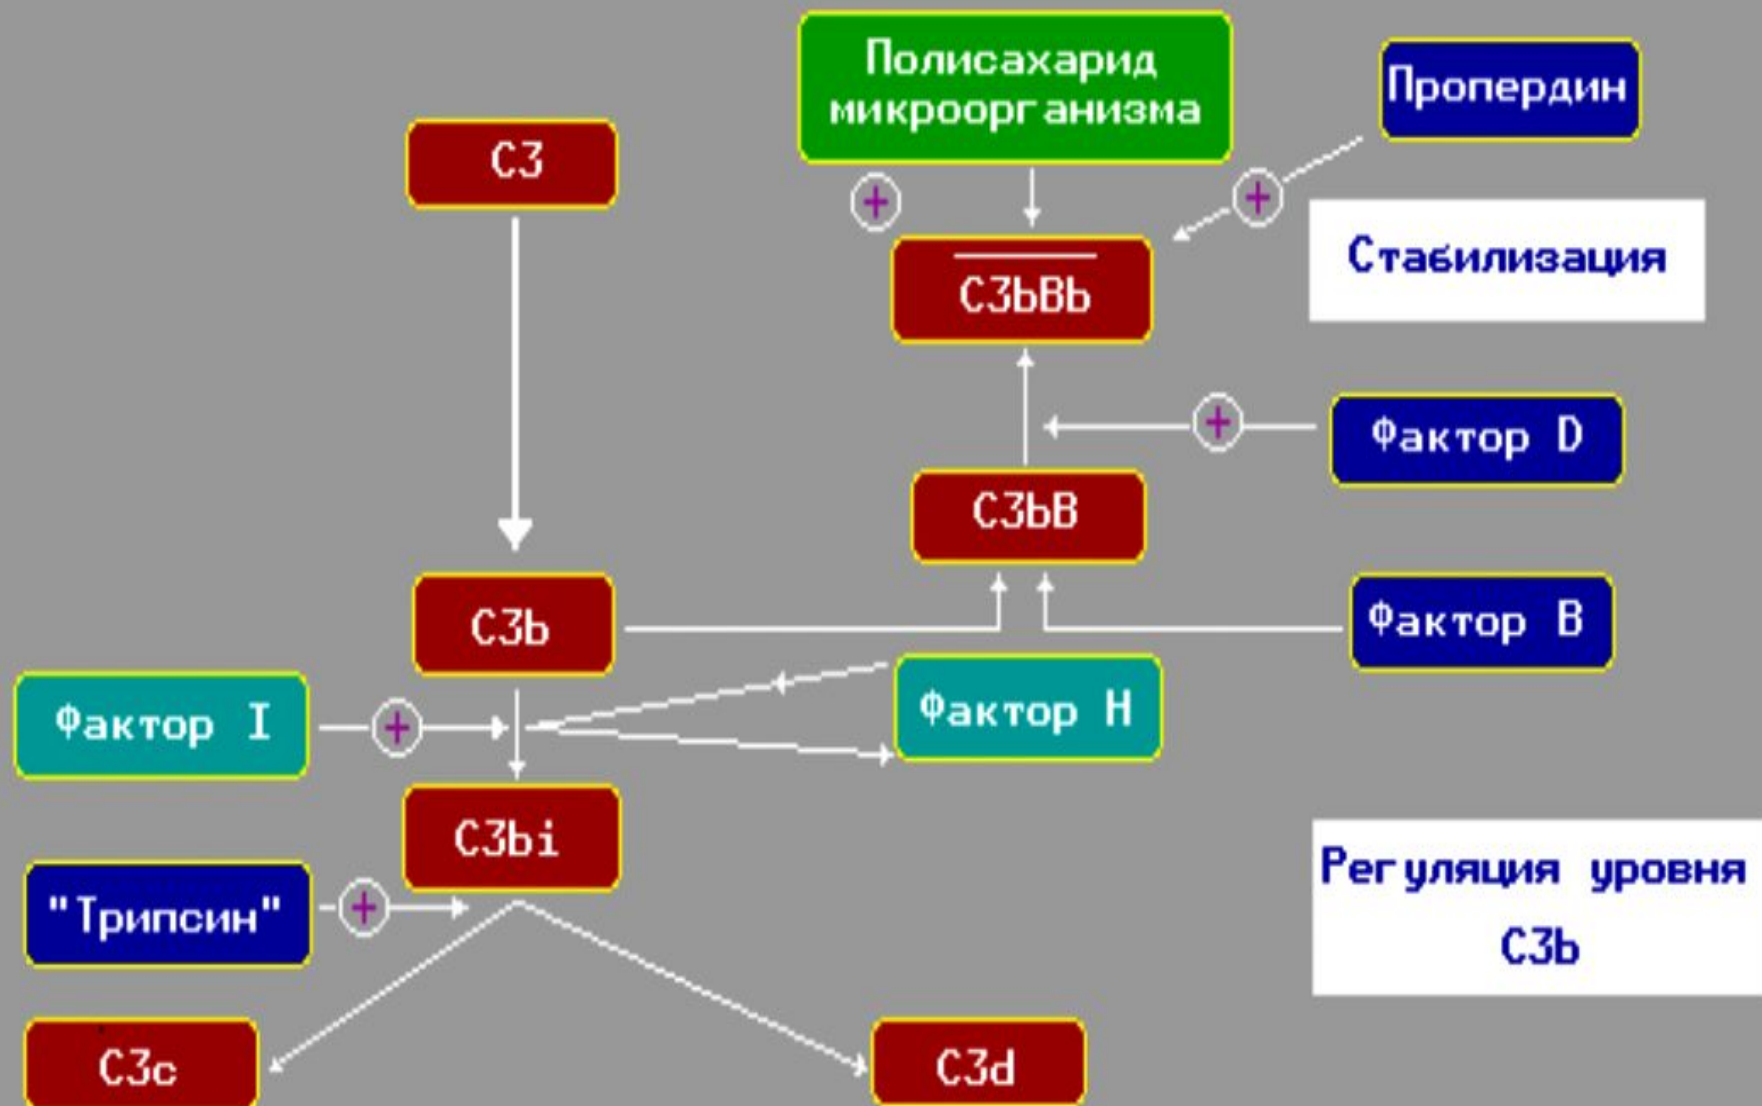 Полисахарид
микроорганизма
Пропердин
C3
Стабилизация
C3bBb
Фактор D
C3bB
C3b
Фактор B
Фактор I
Фактор H
C3bi
Регуляция уровня
C3b
"Трипсин"
C3c
C3d